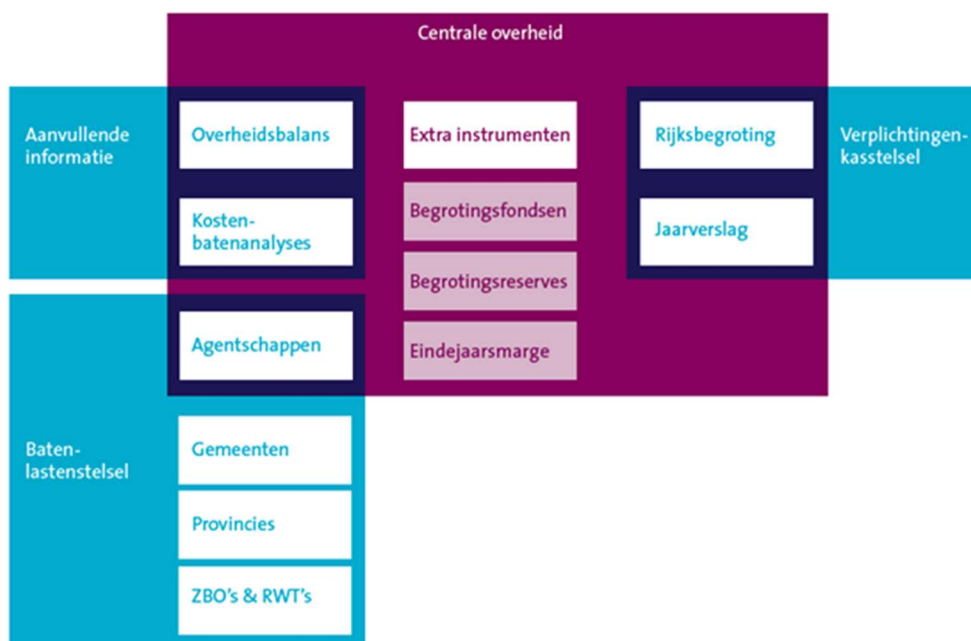 Centrale overheid
Aanvullende
informatie
Overheidsbalans
Kosten-
batenanalyses
Extra instrumenten
Begrotingsfondsen
Begrotingsreserves
Eindejaarsmarge
Rijksbegroting
Jaarverslag
Verplichtingen-
kasstelsel
Baten-
lastenstelsel
Agentschappen
Gemeenten
Provincies
ZBO's & RWT's